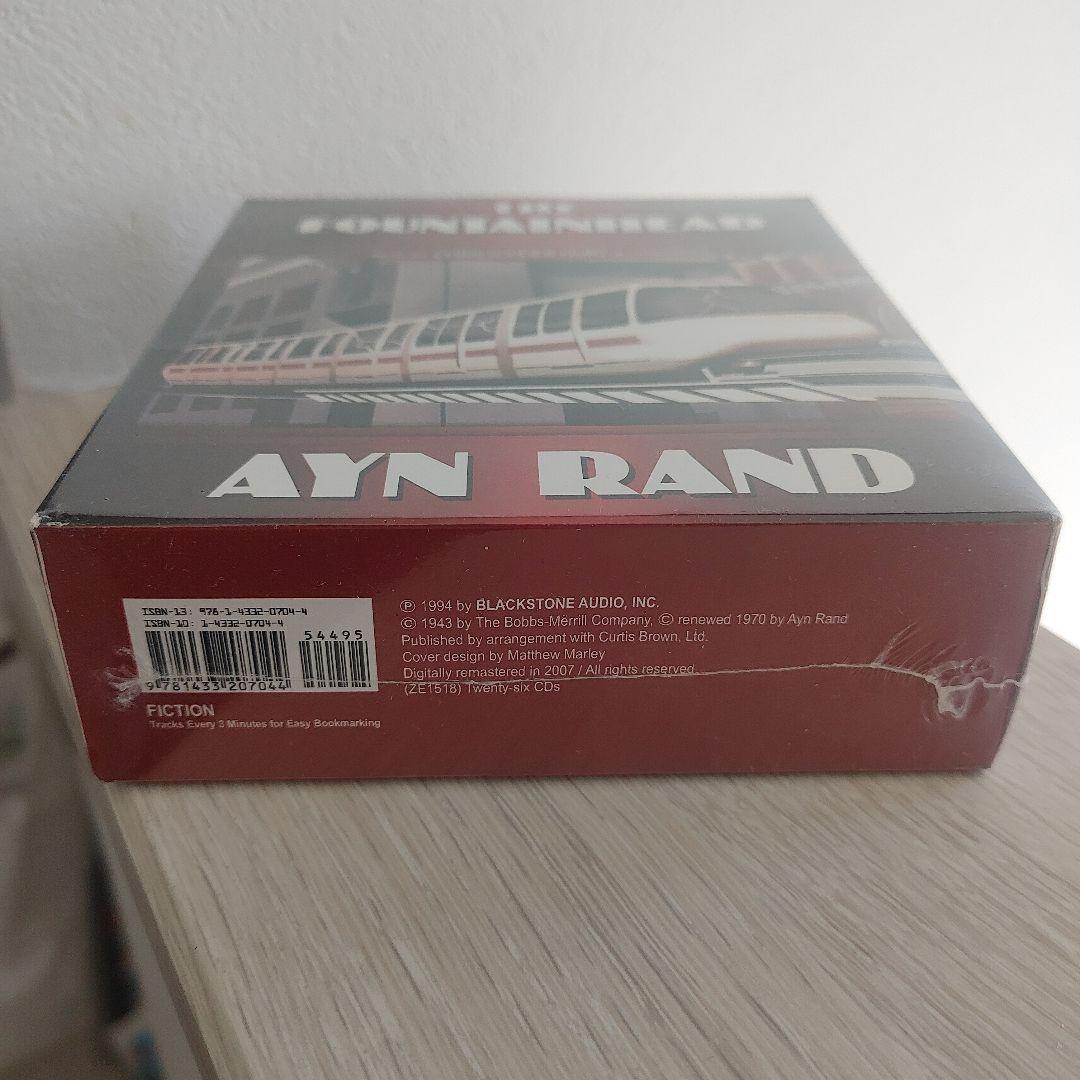 THE
FOUNTAINHEAD
AYN RAND
ISBN-13: 978-1-4332-0704-4
ISBN-10: 1-4332-0704-4
54495
9781433207044
FICTION
Tracks Every 3 Minutes for Easy Bookmarking
Ⓟ 1994 by BLACKSTONE AUDIO, INC.
© 1943 by The Bobbs-Merrill Company, © renewed 1970 by Ayn Rand
Published by arrangement with Curtis Brown, Ltd.
Cover design by Matthew Marley
Digitally remastered in 2007 / All rights reserved
(ZE1518) Twenty-six CDs